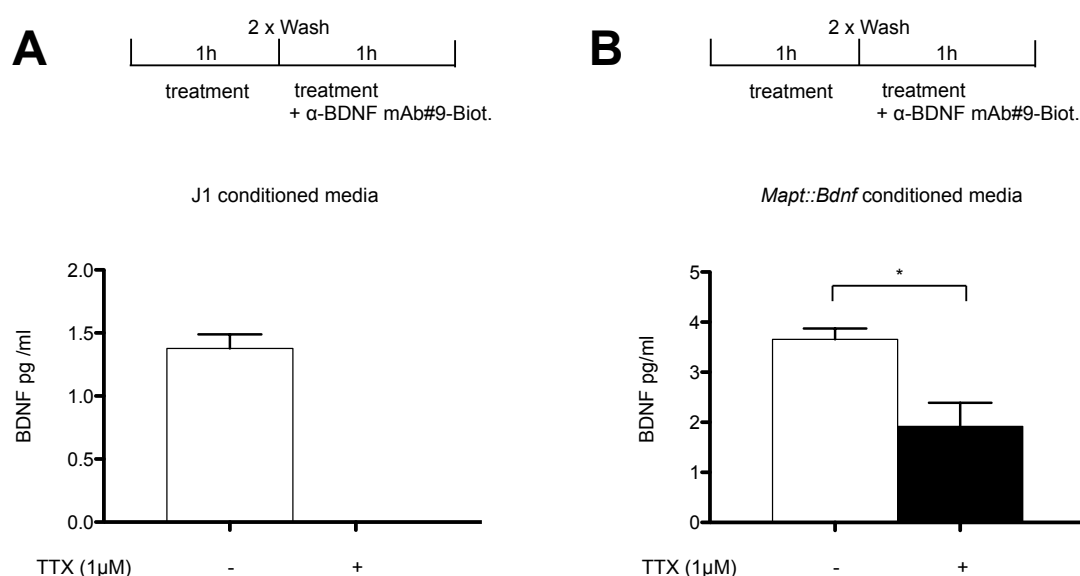 A
2 x Wash
1h 1h
treatment treatment
+ α-BDNF mAb#9-Biot.
J1 conditioned media
BDNF pg /ml
2.0
1.5
1.0
0.5
0.0
TTX (1µM) - +
B
2 x Wash
1h 1h
treatment treatment
+ α-BDNF mAb#9-Biot.
Mapt::Bdnf conditioned media
BDNF pg/ml
5
4
3
2
1
0
*
TTX (1µM) - +